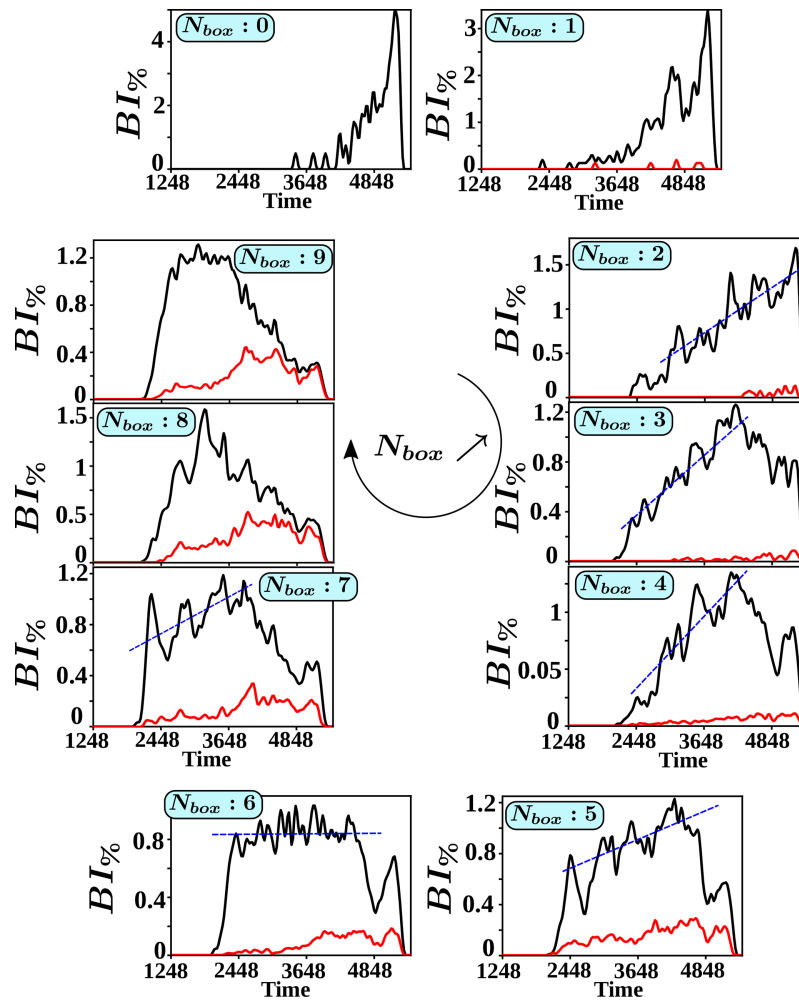 N_box : 0
BI%
4
2
0
1248 2448 3648 4848
Time
N_box : 1
BI%
3
2
1
0
1248 2448 3648 4848
Time
N_box : 9
BI%
1.2
0.8
0.4
0
N_box : 2
BI%
1.5
1
0.5
0
N_box : 8
BI%
1.5
1
0.5
0
N_box
N_box : 3
BI%
1.2
0.8
0.4
0
N_box : 7
BI%
1.2
0.8
0.4
0
1248 2448 3648 4848
Time
N_box : 4
BI%
1
0.05
0
1248 2448 3648 4848
Time
N_box : 6
BI%
0.8
0.4
0
1248 2448 3648 4848
Time
N_box : 5
BI%
1.2
0.8
0.4
0
1248 2448 3648 4848
Time